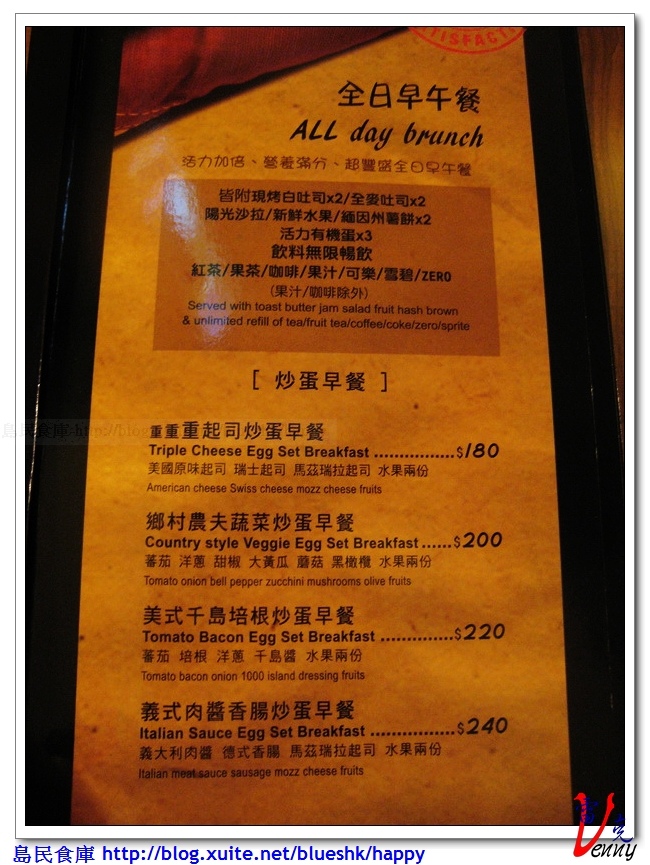 TISFACTI
全日早午餐
ALL day brunch
活力加倍、營養滿分、超豐盛全日早午餐
皆附現烤白吐司x2/全麥吐司x2
陽光沙拉/新鮮水果/緬因州薯餅x2
活力有機蛋x3
飲料無限暢飲
紅茶/果茶/咖啡/果汁/可樂/雪碧/ZERO
(果汁/咖啡除外)
Served with toast butter jam salad fruit hash brown
& unlimited refill of tea/fruit tea/coffee/coke/zero/sprite
[ 炒蛋早餐 ]
重重重起司炒蛋早餐
Triple Cheese Egg Set Breakfast .................$180
美國原味起司 瑞士起司 馬茲瑞拉起司 水果兩份
American cheese Swiss cheese mozz cheese fruits
鄉村農夫蔬菜炒蛋早餐
Country style Veggie Egg Set Breakfast......$200
蕃茄 洋蔥 甜椒 大黃瓜 蘑菇 黑橄欖 水果兩份
Tomato onion bell pepper zucchini mushrooms olive fruits
美式千島培根炒蛋早餐
Tomato Bacon Egg Set Breakfast ...............$220
蕃茄 培根 洋蔥 千島醬 水果兩份
Tomato bacon onion 1000 island dressing fruits
義式肉醬香腸炒蛋早餐
Italian Sauce Egg Set Breakfast .................$240
義大利肉醬 德式香腸 馬茲瑞拉起司 水果兩份
Italian meat sauce sausage mozz cheese fruits
島民食庫 http://blog.xuite.net/blueshk/happy
Venny